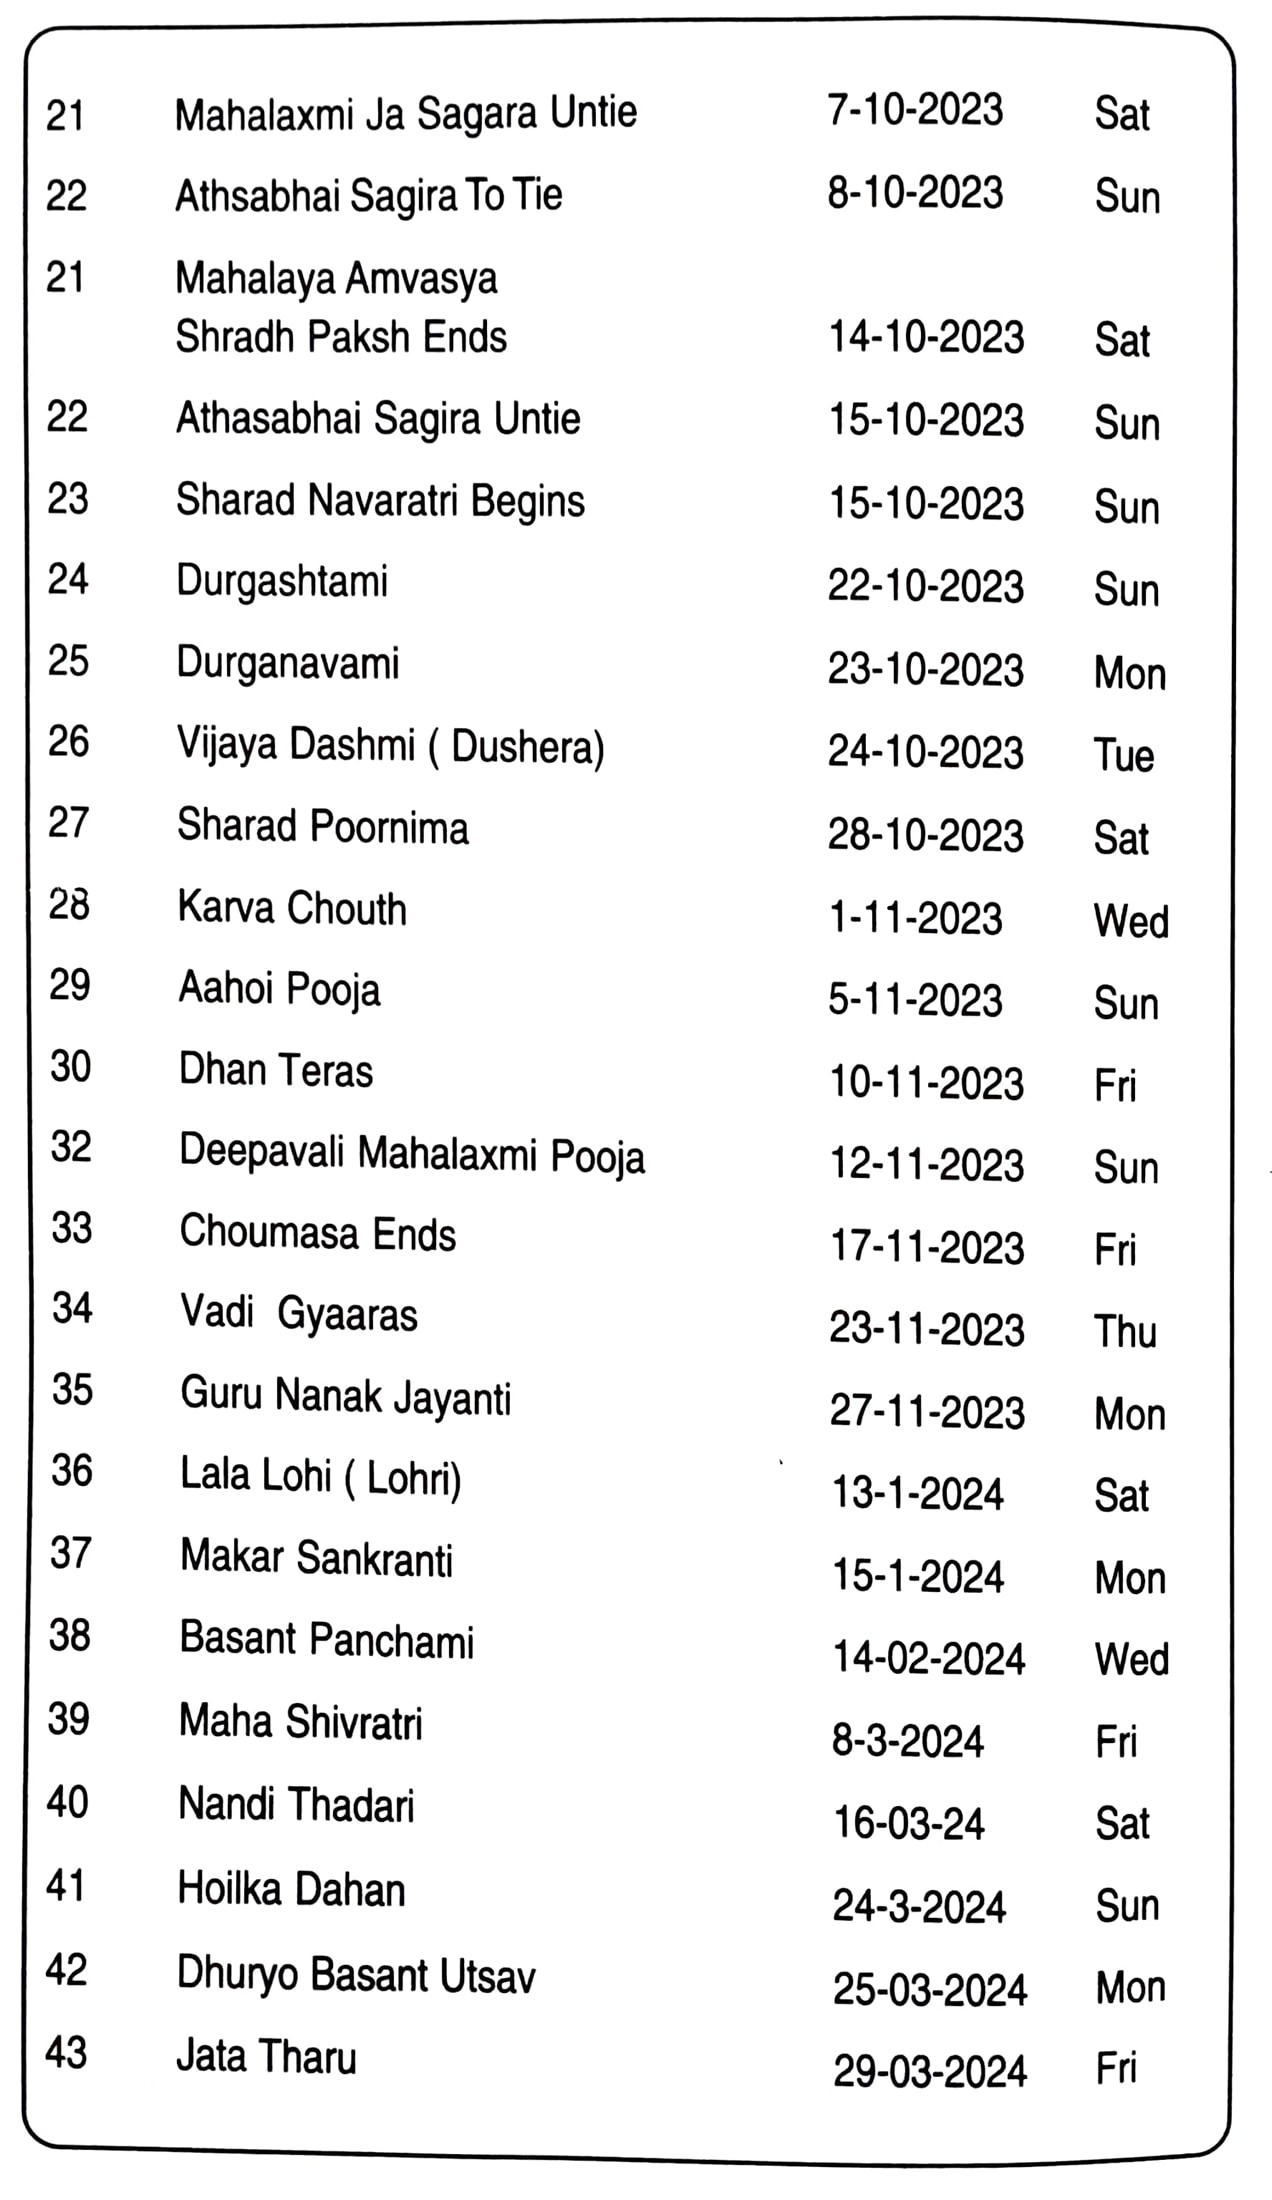 21 Mahalaxmi Ja Sagara Untie 7-10-2023 Sat
22 Athsabhai Sagira To Tie 8-10-2023 Sun
21 Mahalaya Amvasya
Shradh Paksh Ends 14-10-2023 Sat
22 Athasabhai Sagira Untie 15-10-2023 Sun
23 Sharad Navaratri Begins 15-10-2023 Sun
24 Durgashtami 22-10-2023 Sun
25 Durganavami 23-10-2023 Mon
26 Vijaya Dashmi ( Dushera) 24-10-2023 Tue
27 Sharad Poornima 28-10-2023 Sat
28 Karva Chouth 1-11-2023 Wed
29 Aahoi Pooja 5-11-2023 Sun
30 Dhan Teras 10-11-2023 Fri
32 Deepavali Mahalaxmi Pooja 12-11-2023 Sun
33 Choumasa Ends 17-11-2023 Fri
34 Vadi Gyaaras 23-11-2023 Thu
35 Guru Nanak Jayanti 27-11-2023 Mon
36 Lala Lohi ( Lohri) 13-1-2024 Sat
37 Makar Sankranti 15-1-2024 Mon
38 Basant Panchami 14-02-2024 Wed
39 Maha Shivratri 8-3-2024 Fri
40 Nandi Thadari 16-03-24 Sat
41 Hoilka Dahan 24-3-2024 Sun
42 Dhuryo Basant Utsav 25-03-2024 Mon
43 Jata Tharu 29-03-2024 Fri